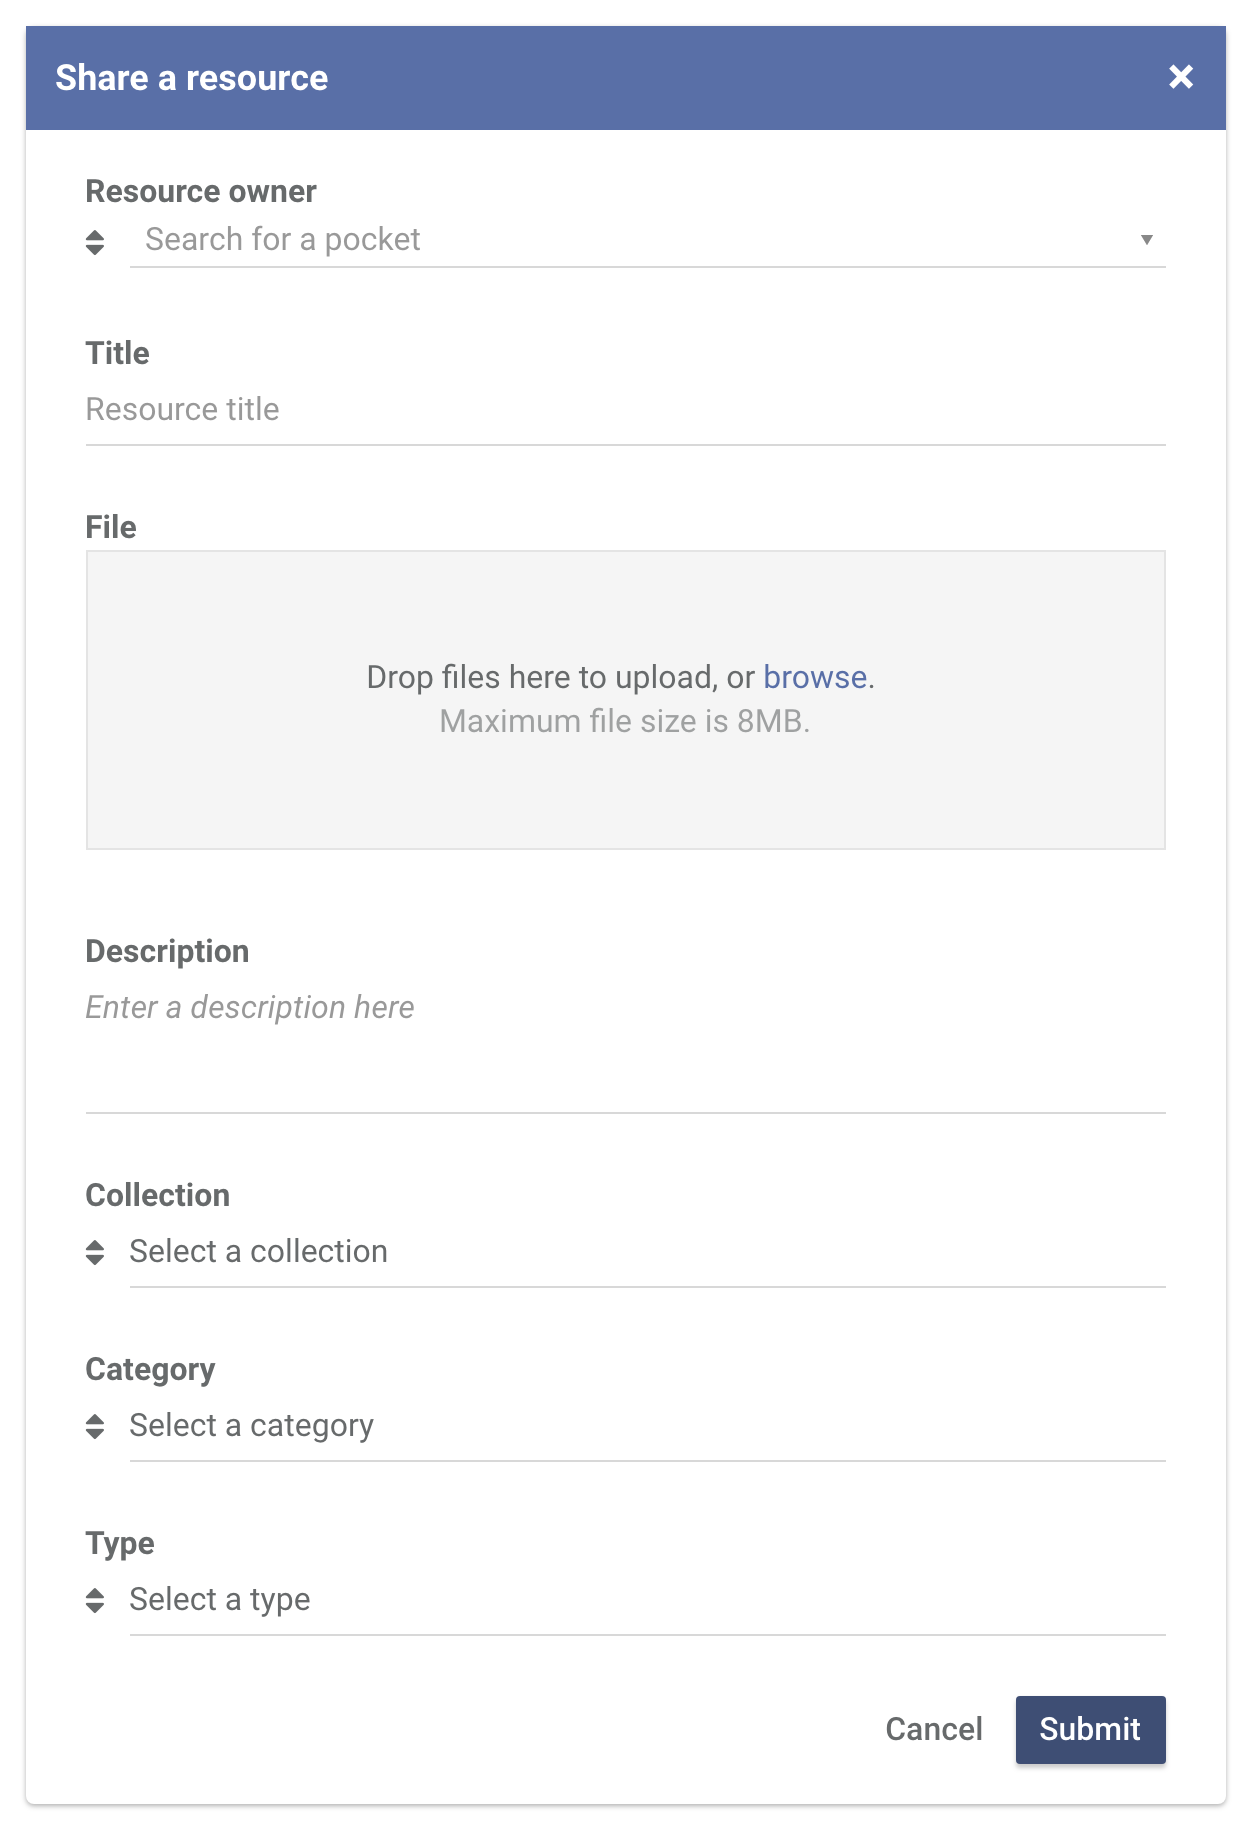 Share a resource
Resource owner
Search for a pocket
Title
Resource title
File
Drop files here to upload, or browse.
Maximum file size is 8MB.
Description
Enter a description here
Collection
Select a collection
Category
Select a category
Type
Select a type
Cancel Submit